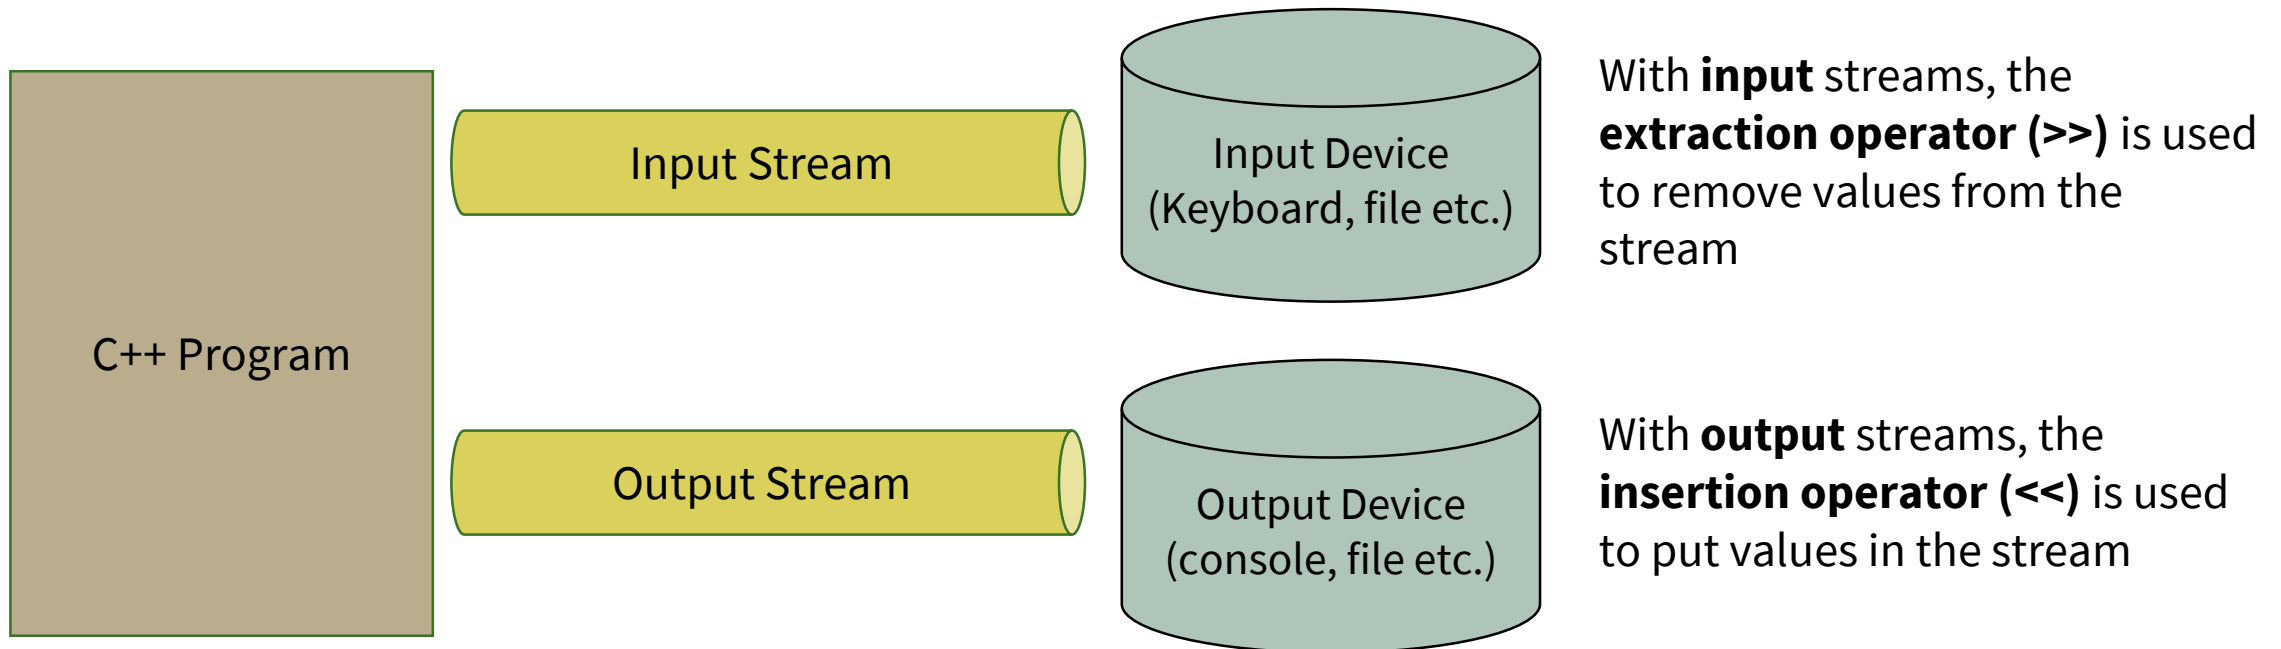 C++ Program
Input Stream
Input Device
(Keyboard, file etc.)
With input streams, the
extraction operator (>>) is used
to remove values from the
stream
Output Stream
Output Device
(console, file etc.)
With output streams, the
insertion operator (<<) is used
to put values in the stream